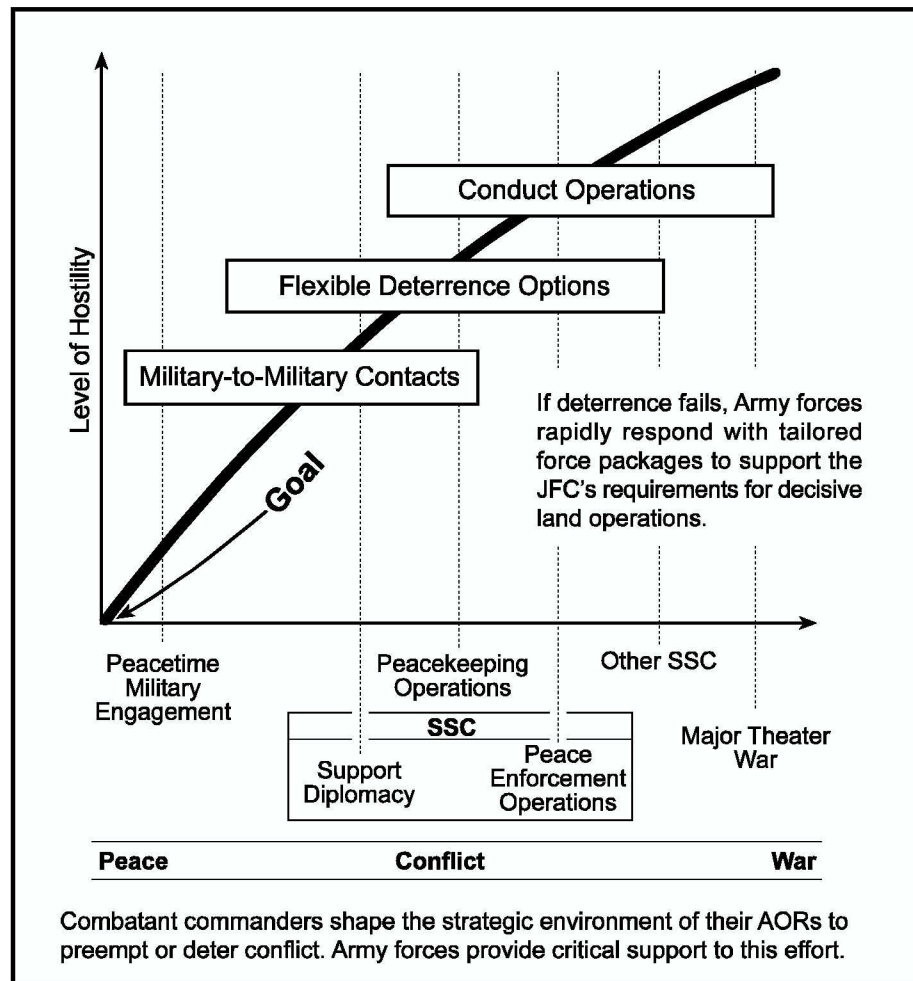 Level of Hostility
Conduct Operations
Flexible Deterrence Options
Military-to-Military Contacts
If deterrence fails, Army forces
rapidly respond with tailored
force packages to support the
JFC's requirements for decisive
land operations.
Goal
Peacetime
Military
Engagement
Peacekeeping
Operations
Other SSC
SSC
Support
Diplomacy
Peace
Enforcement
Operations
Major Theater
War
Peace Conflict War
Combatant commanders shape the strategic environment of their AORs to
preempt or deter conflict. Army forces provide critical support to this effort.